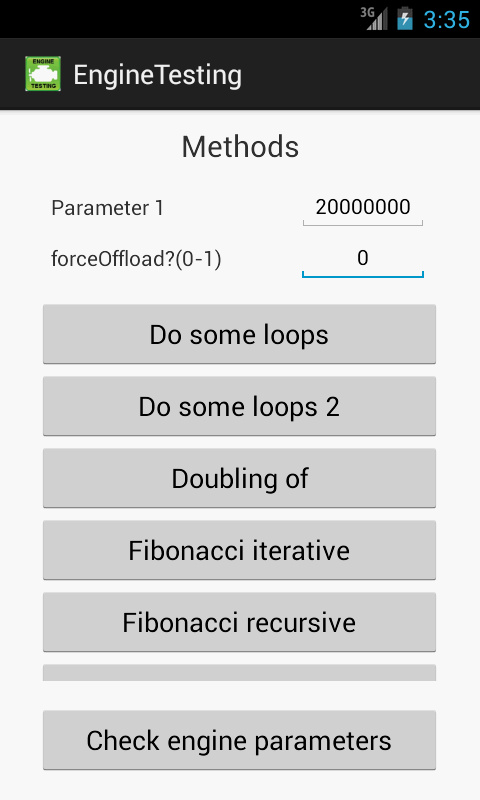 3G
3:35
ENGINE
TESTING
EngineTesting
Methods
Parameter 1
20000000
forceOffload?(0-1)
0
Do some loops
Do some loops 2
Doubling of
Fibonacci iterative
Fibonacci recursive
Check engine parameters